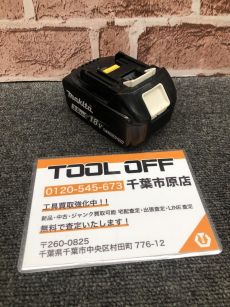 makita
18V
TOOL OFF
0120-545-673 千葉市原店
工具買取強化中！！
新品・中古・ジャンク買取可能 宅配査定・出張査定・LINE査定
無料で査定いたします！
〒260-0825
千葉県千葉市中央区村田町 776-12